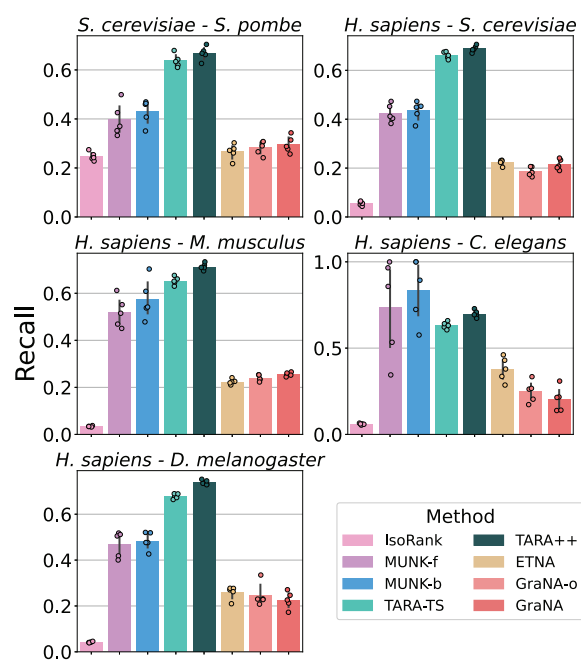 S. cerevisiae - S. pombe
H. sapiens - S. cerevisiae
0.6
0.4
0.2
0.0
0.6
0.4
0.2
0.0
H. sapiens - M. musculus
H. sapiens - C. elegans
Recall
0.6
0.4
0.2
0.0
1.0
0.5
0.0
H. sapiens - D. melanogaster
0.6
0.4
0.2
0.0
Method
IsoRank
MUNK-f
MUNK-b
TARA-TS
TARA++
ETNA
GraNA-o
GraNA